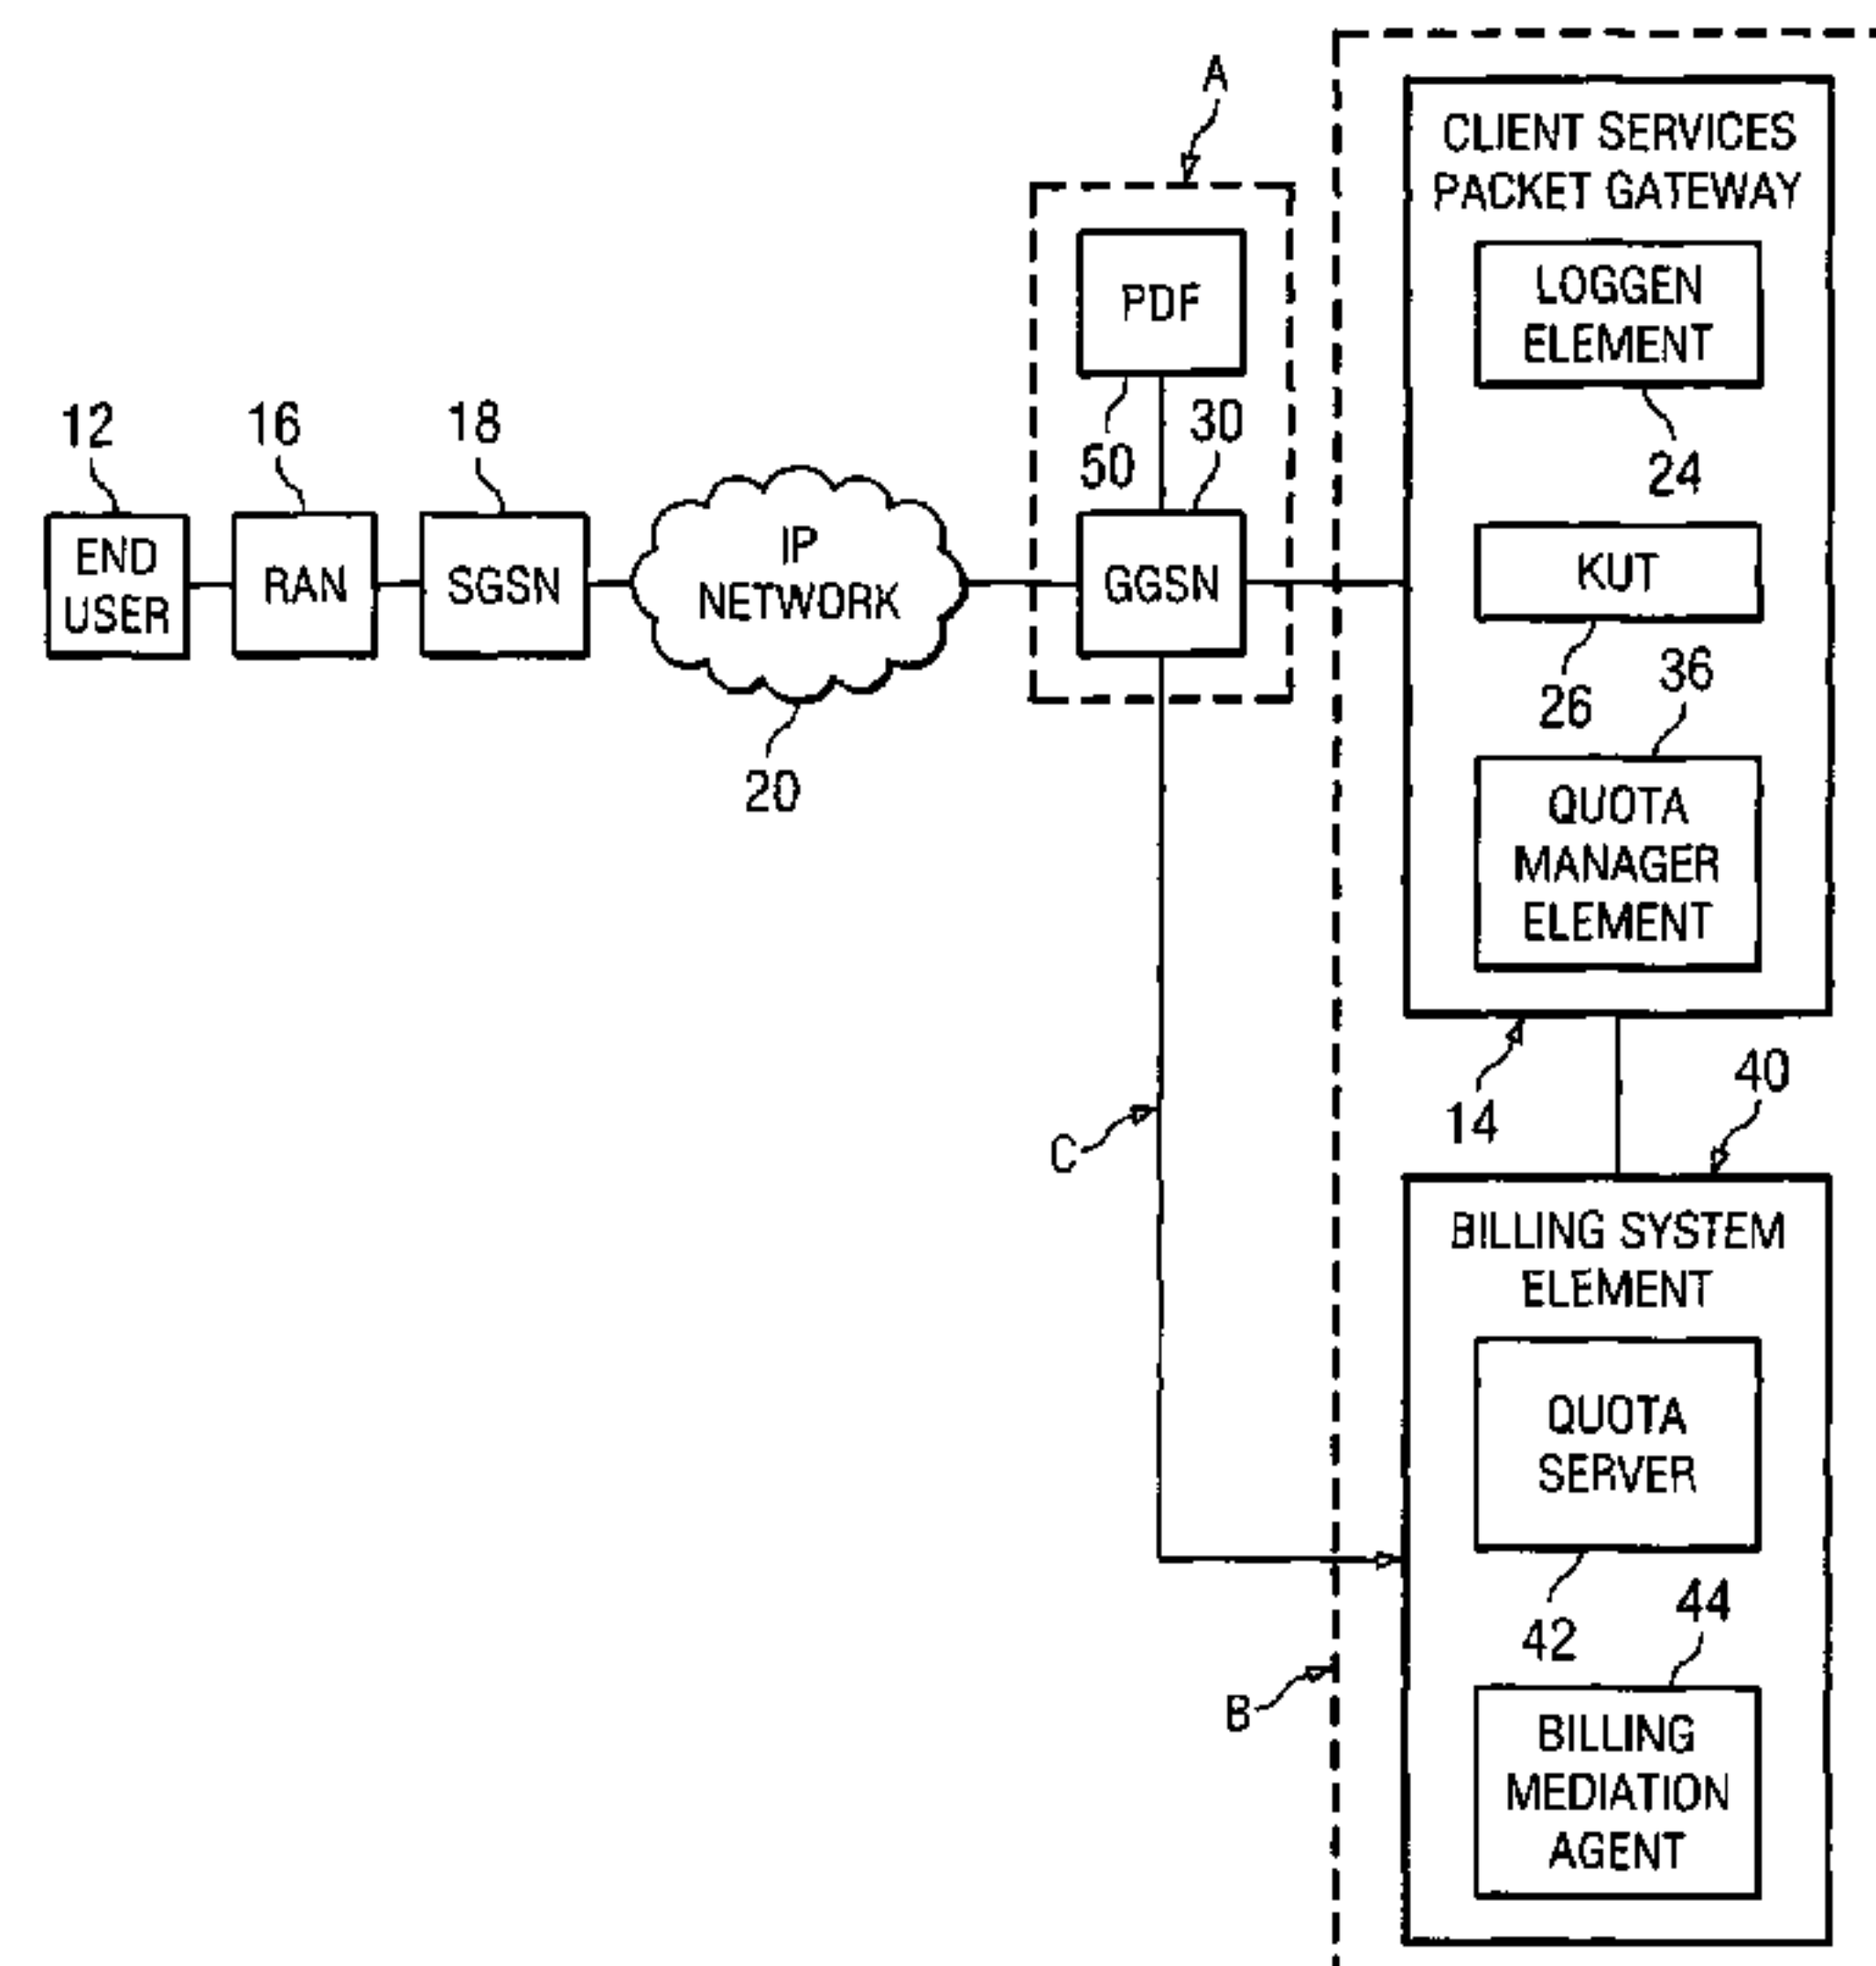 A
CLIENT SERVICES
PACKET GATEWAY
LOGGEN
ELEMENT
24
KUT
26
36
QUOTA
MANAGER
ELEMENT
14
PDF
50
30
GGSN
12
END
USER
16
RAN
18
SGSN
IP
NETWORK
20
C
40
BILLING SYSTEM
ELEMENT
QUOTA
SERVER
42
44
BILLING
MEDIATION
AGENT
B